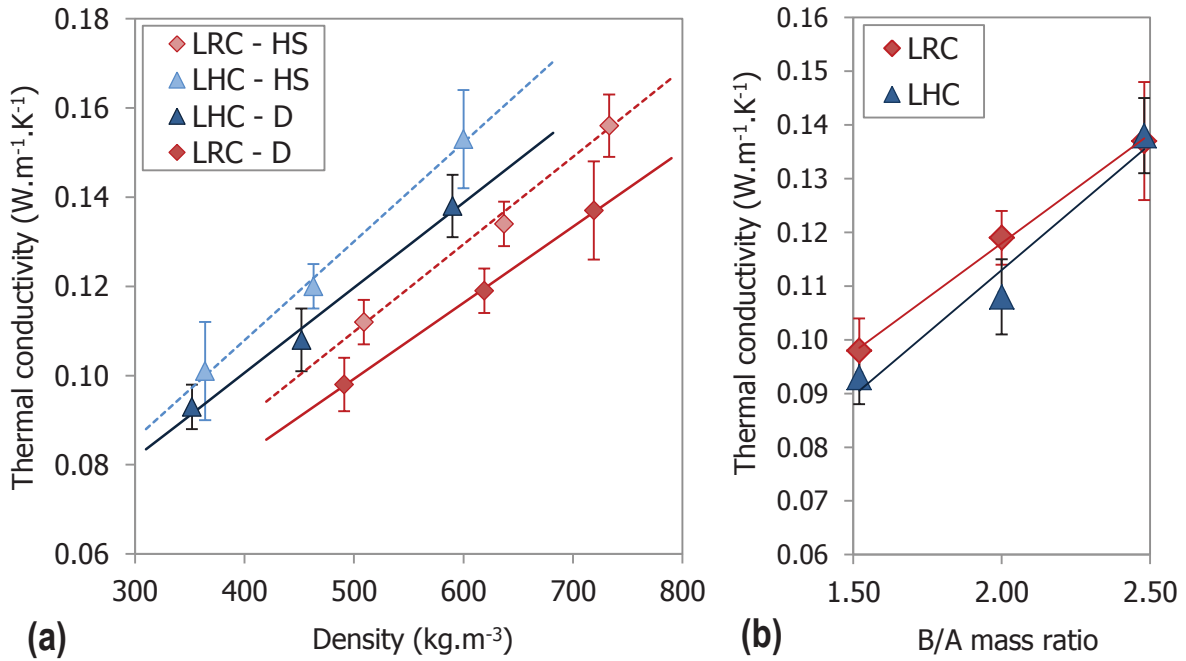 0.18
0.16
0.14
0.12
0.10
0.08
0.06
Thermal conductivity (W.m⁻¹.K⁻¹)
LRC - HS
LHC - HS
LHC - D
LRC - D
300 400 500 600 700 800
Density (kg.m⁻³)
(a)
0.16
0.15
0.14
0.13
0.12
0.11
0.10
0.09
0.08
0.07
0.06
Thermal conductivity (W.m⁻¹.K⁻¹)
LRC
LHC
1.50 2.00 2.50
B/A mass ratio
(b)